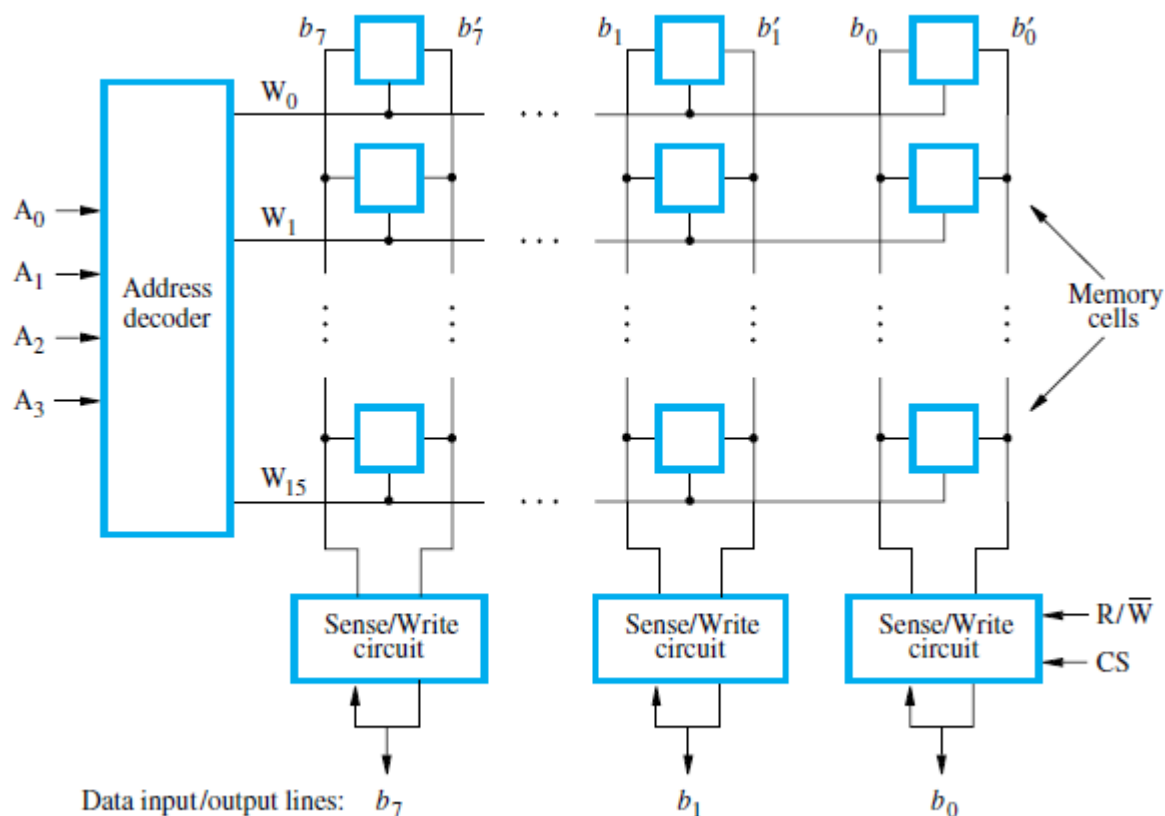 b₇ b′₇ b₁ b′₁ b₀ b′₀
W₀
• • •
A₀
W₁
• • •
A₁
Address
decoder
Memory
cells
A₂
A₃
W₁₅
• • •
Sense/Write
circuit
Sense/Write
circuit
Sense/Write
circuit
R/W̅
CS
Data input/output lines: b₇ b₁ b₀